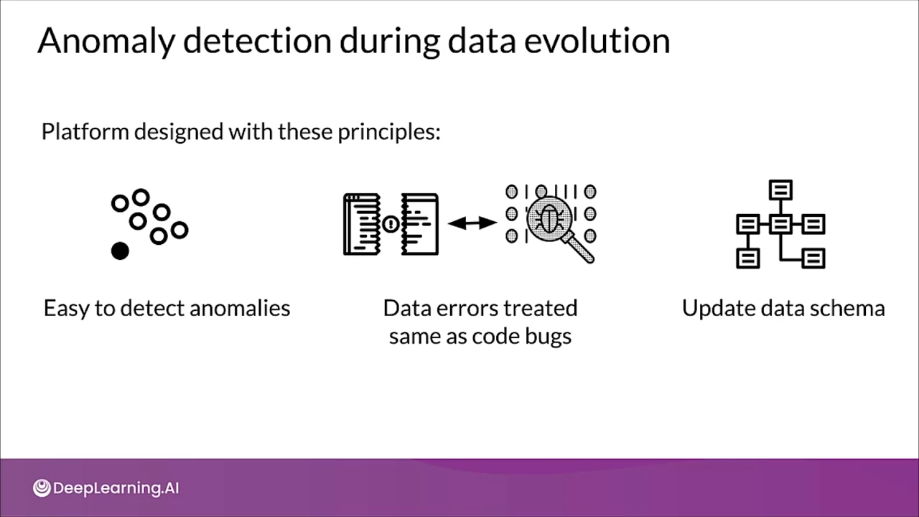 Anomaly detection during data evolution
Platform designed with these principles:
Easy to detect anomalies
Data errors treated
same as code bugs
Update data schema
DeepLearning.AI